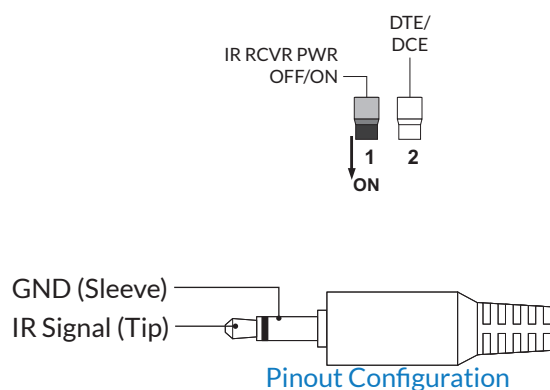 DTE/
DCE
IR RCVR PWR
OFF/ON
1 2
ON
GND (Sleeve)
IR Signal (Tip)
Pinout Configuration